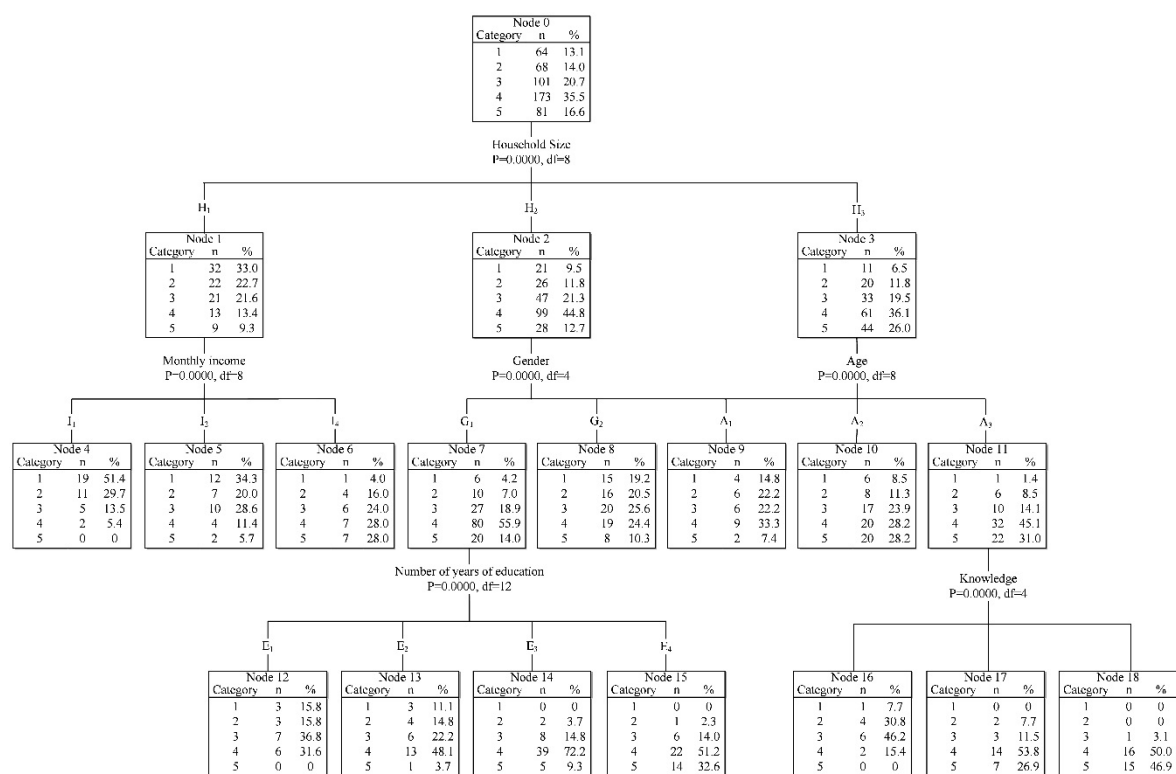 Node 0
Category n %
1 64 13.1
2 68 14.0
3 101 20.7
4 173 35.5
5 81 16.6
Household Size
P=0.0000, df=8
H₁
H₂
H₃
Node 1
Category n %
1 32 33.0
2 22 22.7
3 21 21.6
4 13 13.4
5 9 9.3
Node 2
Category n %
1 21 9.5
2 26 11.8
3 47 21.3
4 99 44.8
5 28 12.7
Node 3
Category n %
1 11 6.5
2 20 11.8
3 33 19.5
4 61 36.1
5 44 26.0
Monthly income
P=0.0000, df=8
Gender
P=0.0000, df=4
Age
P=0.0000, df=8
I₁
I₂
I₄
G₁
G₂
A₁
A₂
A₃
Node 4
Category n %
1 19 51.4
2 11 29.7
3 5 13.5
4 2 5.4
5 0 0
Node 5
Category n %
1 12 34.3
2 7 20.0
3 10 28.6
4 4 11.4
5 2 5.7
Node 6
Category n %
1 1 4.0
2 4 16.0
3 6 24.0
4 7 28.0
5 7 28.0
Node 7
Category n %
1 6 4.2
2 10 7.0
3 27 18.9
4 80 55.9
5 20 14.0
Node 8
Category n %
1 15 19.2
2 16 20.5
3 20 25.6
4 19 24.4
5 8 10.3
Node 9
Category n %
1 4 14.8
2 6 22.2
3 6 22.2
4 9 33.3
5 2 7.4
Node 10
Category n %
1 6 8.5
2 8 11.3
3 17 23.9
4 20 28.2
5 20 28.2
Node 11
Category n %
1 1 1.4
2 6 8.5
3 10 14.1
4 32 45.1
5 22 31.0
Number of years of education
P=0.0000, df=12
Knowledge
P=0.0000, df=4
E₁
E₂
E₃
E₄
Node 12
Category n %
1 3 15.8
2 3 15.8
3 7 36.8
4 6 31.6
5 0 0
Node 13
Category n %
1 3 11.1
2 4 14.8
3 6 22.2
4 13 48.1
5 1 3.7
Node 14
Category n %
1 0 0
2 2 3.7
3 8 14.8
4 39 72.2
5 5 9.3
Node 15
Category n %
1 0 0
2 1 2.3
3 6 14.0
4 22 51.2
5 14 32.6
Node 16
Category n %
1 1 7.7
2 4 30.8
3 6 46.2
4 2 15.4
5 0 0
Node 17
Category n %
1 0 0
2 2 7.7
3 3 11.5
4 14 53.8
5 7 26.9
Node 18
Category n %
1 0 0
2 0 0
3 1 3.1
4 16 50.0
5 15 46.9